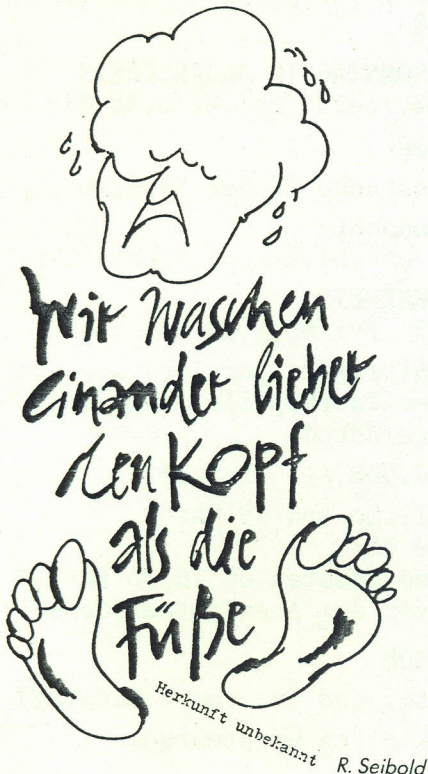 Wir waschen
einander lieber
den Kopf
als die
Füße
Herkunft unbekannt
R. Seibold